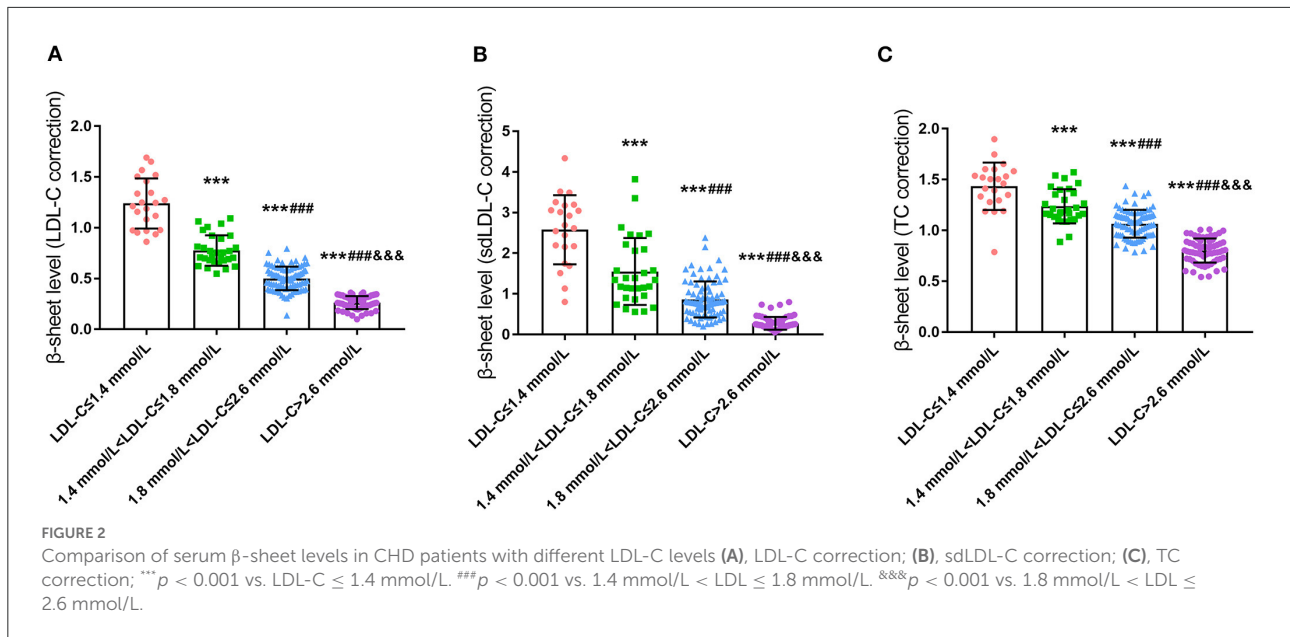 A
β-sheet level (LDL-C correction)
2.0
1.5
1.0
0.5
0.0
***
***###
***###&&&
LDL-C≤1.4 mmol/L
1.4 mmol/L<LDL-C≤1.8 mmol/L
1.8 mmol/L<LDL-C≤2.6 mmol/L
LDL-C>2.6 mmol/L
B
β-sheet level (sdLDL-C correction)
5
4
3
2
1
0
***
***###
***###&&&
LDL-C≤1.4 mmol/L
1.4 mmol/L<LDL-C≤1.8 mmol/L
1.8 mmol/L<LDL-C≤2.6 mmol/L
LDL-C>2.6 mmol/L
C
β-sheet level (TC correction)
2.0
1.5
1.0
0.5
0.0
***
***###
***###&&&
LDL-C≤1.4 mmol/L
1.4 mmol/L<LDL-C≤1.8 mmol/L
1.8 mmol/L<LDL-C≤2.6 mmol/L
LDL-C>2.6 mmol/L
FIGURE 2
Comparison of serum β-sheet levels in CHD patients with different LDL-C levels (A), LDL-C correction; (B), sdLDL-C correction; (C), TC
correction; ***p < 0.001 vs. LDL-C ≤ 1.4 mmol/L. ###p < 0.001 vs. 1.4 mmol/L < LDL ≤ 1.8 mmol/L. &&&p < 0.001 vs. 1.8 mmol/L < LDL ≤
2.6 mmol/L.